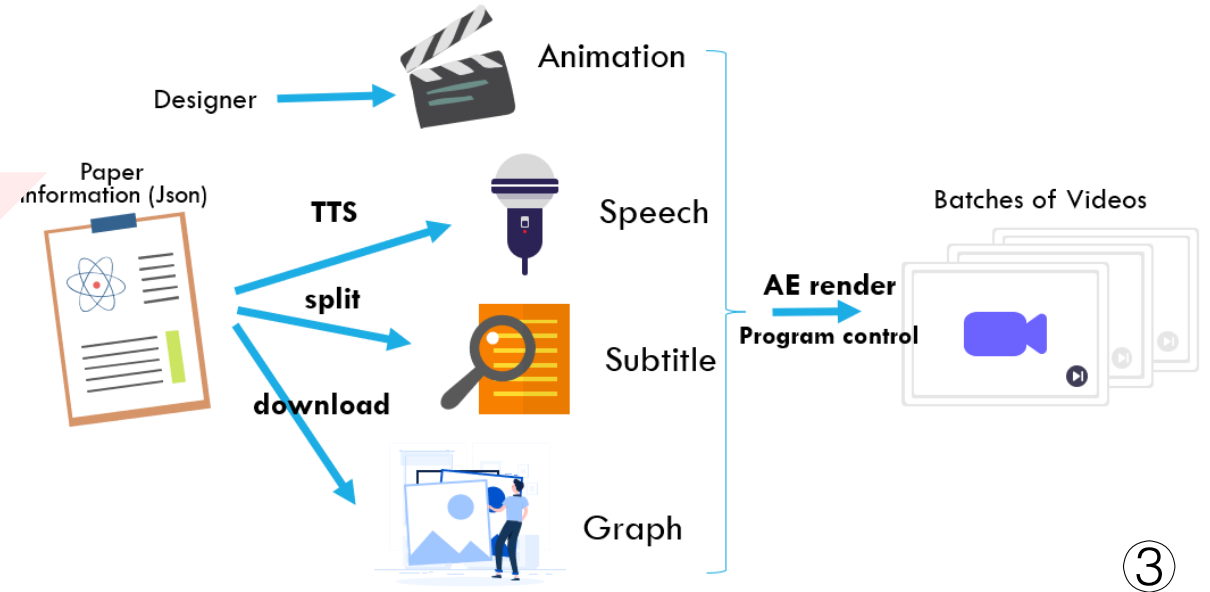 Animation
Designer
Paper
Information (Json)
TTS
Speech
split
Subtitle
download
Graph
AE render
Program control
Batches of Videos
③